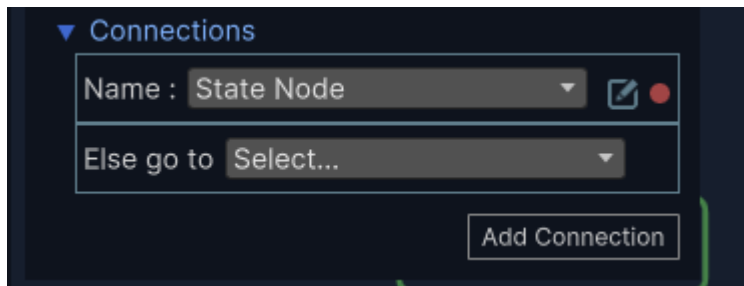 Connections
Name : State Node
Else go to Select...
Add Connection